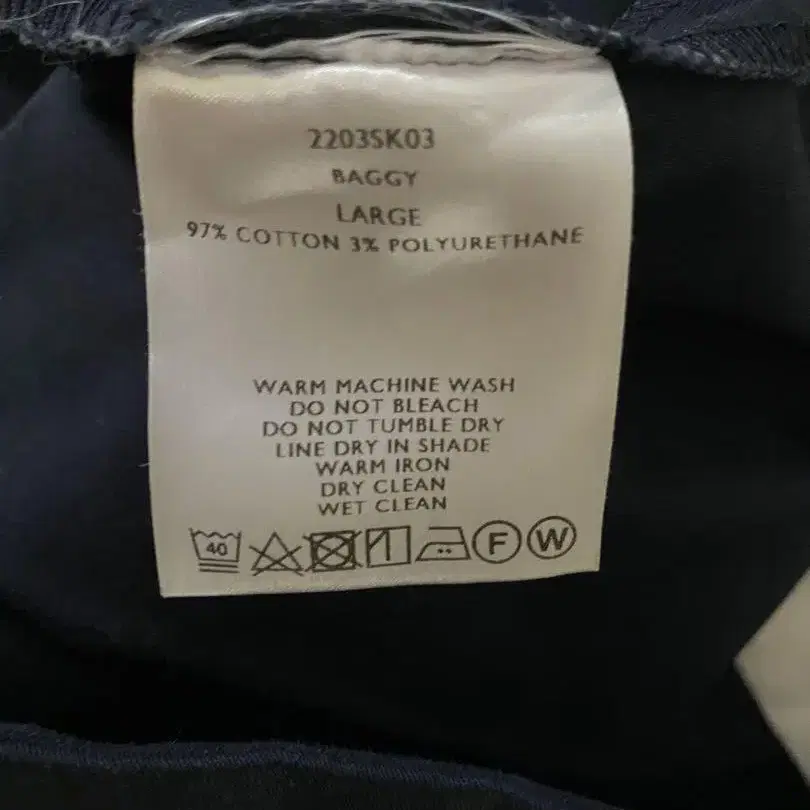 2203SK03
BAGGY
LARGE
97% COTTON 3% POLYURETHANE
WARM MACHINE WASH
DO NOT BLEACH
DO NOT TUMBLE DRY
LINE DRY IN SHADE
WARM IRON
DRY CLEAN
WET CLEAN
40 F W